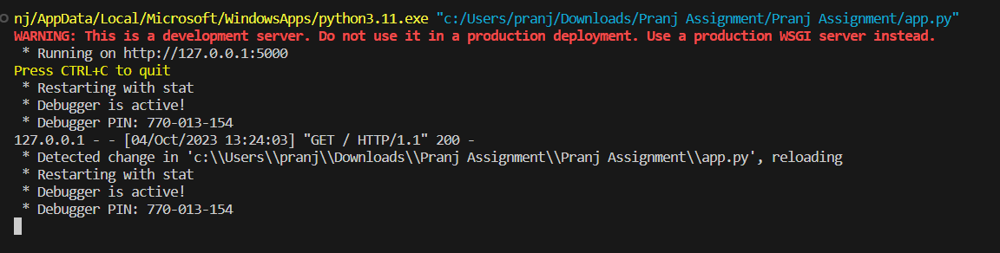 nj/AppData/Local/Microsoft/WindowsApps/python3.11.exe "c:/Users/pranj/Downloads/Pranj Assignment/Pranj Assignment/app.py"
WARNING: This is a development server. Do not use it in a production deployment. Use a production WSGI server instead.
 * Running on http://127.0.0.1:5000
Press CTRL+C to quit
 * Restarting with stat
 * Debugger is active!
 * Debugger PIN: 770-013-154
127.0.0.1 - - [04/Oct/2023 13:24:03] "GET / HTTP/1.1" 200 -
 * Detected change in 'c:\\Users\\pranj\\Downloads\\Pranj Assignment\\Pranj Assignment\\app.py', reloading
 * Restarting with stat
 * Debugger is active!
 * Debugger PIN: 770-013-154